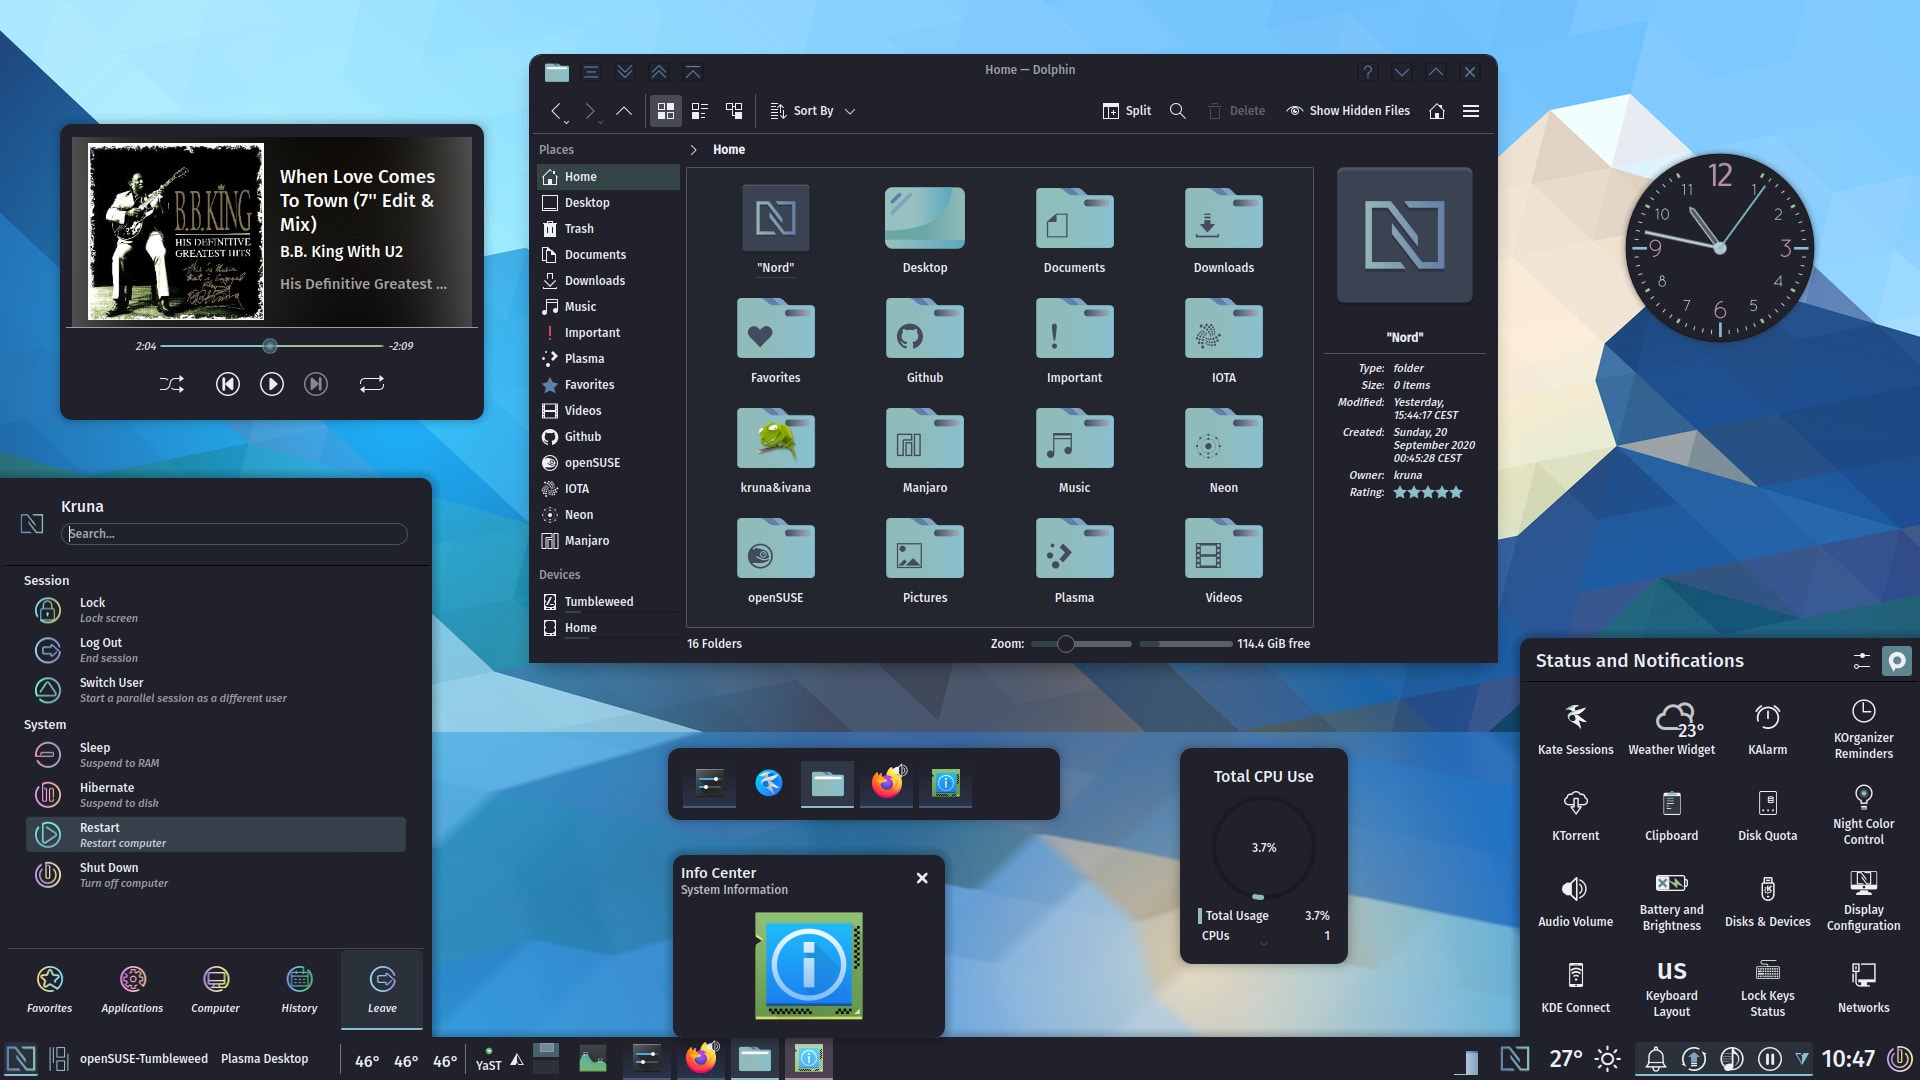 Home — Dolphin
Sort By
Split
Delete
Show Hidden Files
Places
Home
Desktop
Trash
Documents
Downloads
Music
Important
Plasma
Favorites
Videos
Github
openSUSE
IOTA
Neon
Manjaro
Devices
Tumbleweed
Home
Home
"Nord"
Desktop
Documents
Downloads
Favorites
Github
Important
IOTA
kruna&ivana
Manjaro
Music
Neon
openSUSE
Pictures
Plasma
Videos
16 Folders
Zoom:
114.4 GiB free
"Nord"
Type: folder
Size: 0 items
Modified: Yesterday,
15:44:17 CEST
Created: Sunday, 20
September 2020
00:45:28 CEST
Owner: kruna
Rating:
B.B.KING
HIS DEFINITIVE
GREATEST HITS
When Love Comes
To Town (7" Edit &
Mix)
B.B. King With U2
His Definitive Greatest ...
2:04
-2:09
12
1
2
3
4
5
6
7
8
9
10
11
Kruna
Search...
Session
Lock
Lock screen
Log Out
End session
Switch User
Start a parallel session as a different user
System
Sleep
Suspend to RAM
Hibernate
Suspend to disk
Restart
Restart computer
Shut Down
Turn off computer
Favorites
Applications
Computer
History
Leave
Info Center
System Information
Total CPU Use
3.7%
Total Usage 3.7%
CPUs 1
Status and Notifications
Kate Sessions
23°
Weather Widget
KAlarm
KOrganizer
Reminders
KTorrent
Clipboard
Disk Quota
Night Color
Control
Audio Volume
Battery and
Brightness
Disks & Devices
Display
Configuration
KDE Connect
us
Keyboard
Layout
Lock Keys
Status
Networks
openSUSE-Tumbleweed
Plasma Desktop
46° 46° 46°
YaST
27°
10:47